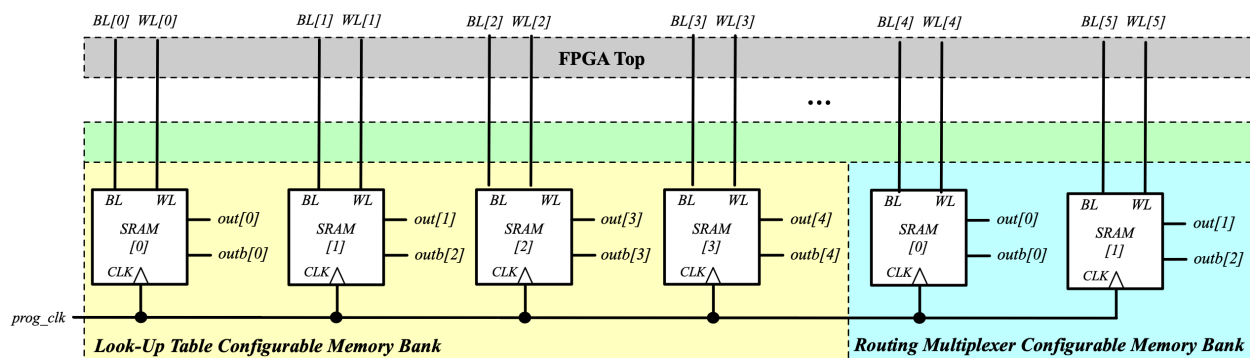 BL[0] WL[0] BL[1] WL[1] BL[2] WL[2] BL[3] WL[3] BL[4] WL[4] BL[5] WL[5]
FPGA Top
...
BL WL BL WL BL WL BL WL BL WL BL WL
SRAM [0] out[0] outb[0]
SRAM [1] out[1] outb[2]
SRAM [2] out[3] outb[3]
SRAM [3] out[4] outb[4]
SRAM [0] out[0] outb[0]
SRAM [1] out[1] outb[2]
CLK CLK CLK CLK CLK CLK
prog_clk
Look-Up Table Configurable Memory Bank
Routing Multiplexer Configurable Memory Bank